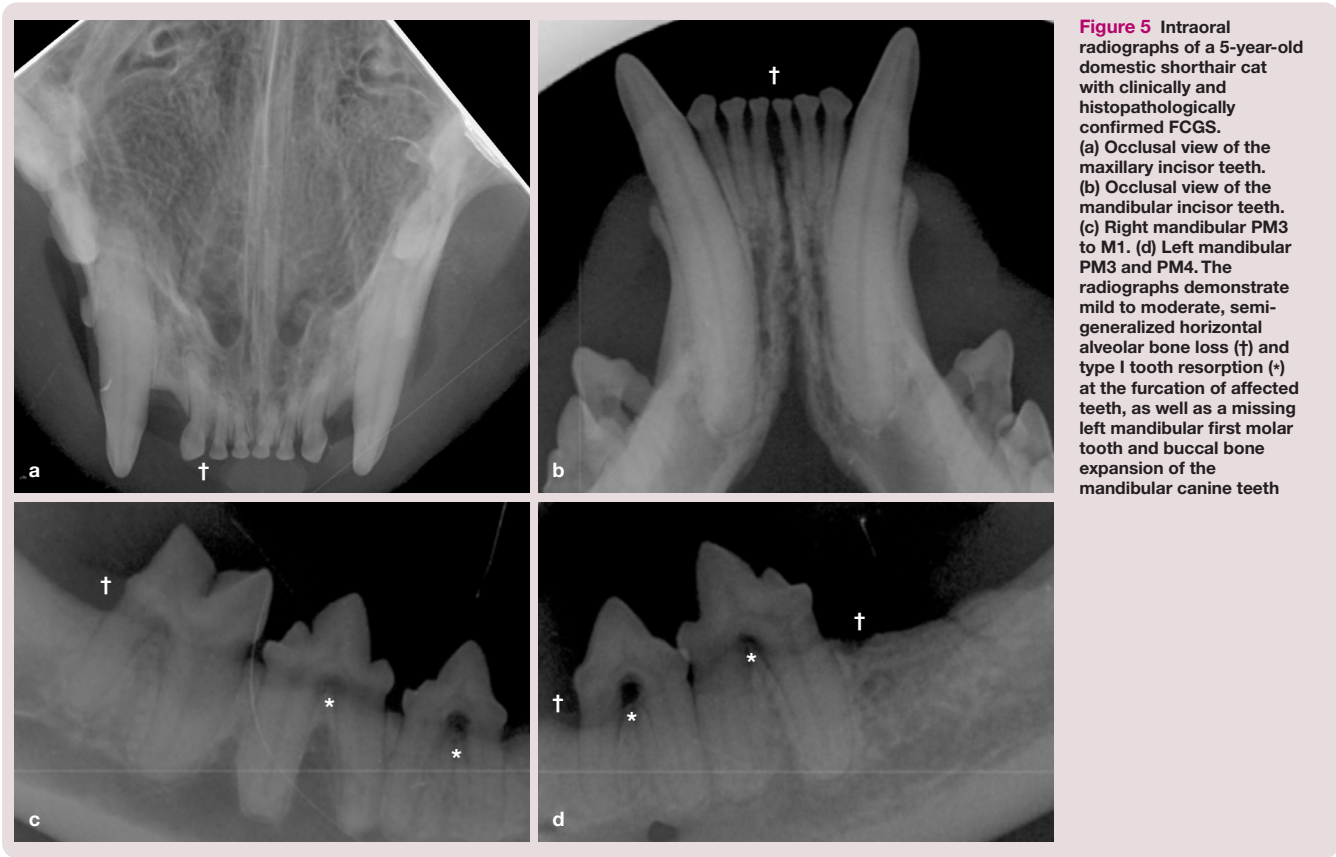 †
a
†
b
†
*
*
c
†
*
*
†
d
Figure 5 Intraoral
radiographs of a 5-year-old
domestic shorthair cat
with clinically and
histopathologically
confirmed FCGS.
(a) Occlusal view of the
maxillary incisor teeth.
(b) Occlusal view of the
mandibular incisor teeth.
(c) Right mandibular PM3
to M1. (d) Left mandibular
PM3 and PM4. The
radiographs demonstrate
mild to moderate, semi-
generalized horizontal
alveolar bone loss (†) and
type I tooth resorption (*)
at the furcation of affected
teeth, as well as a missing
left mandibular first molar
tooth and buccal bone
expansion of the
mandibular canine teeth